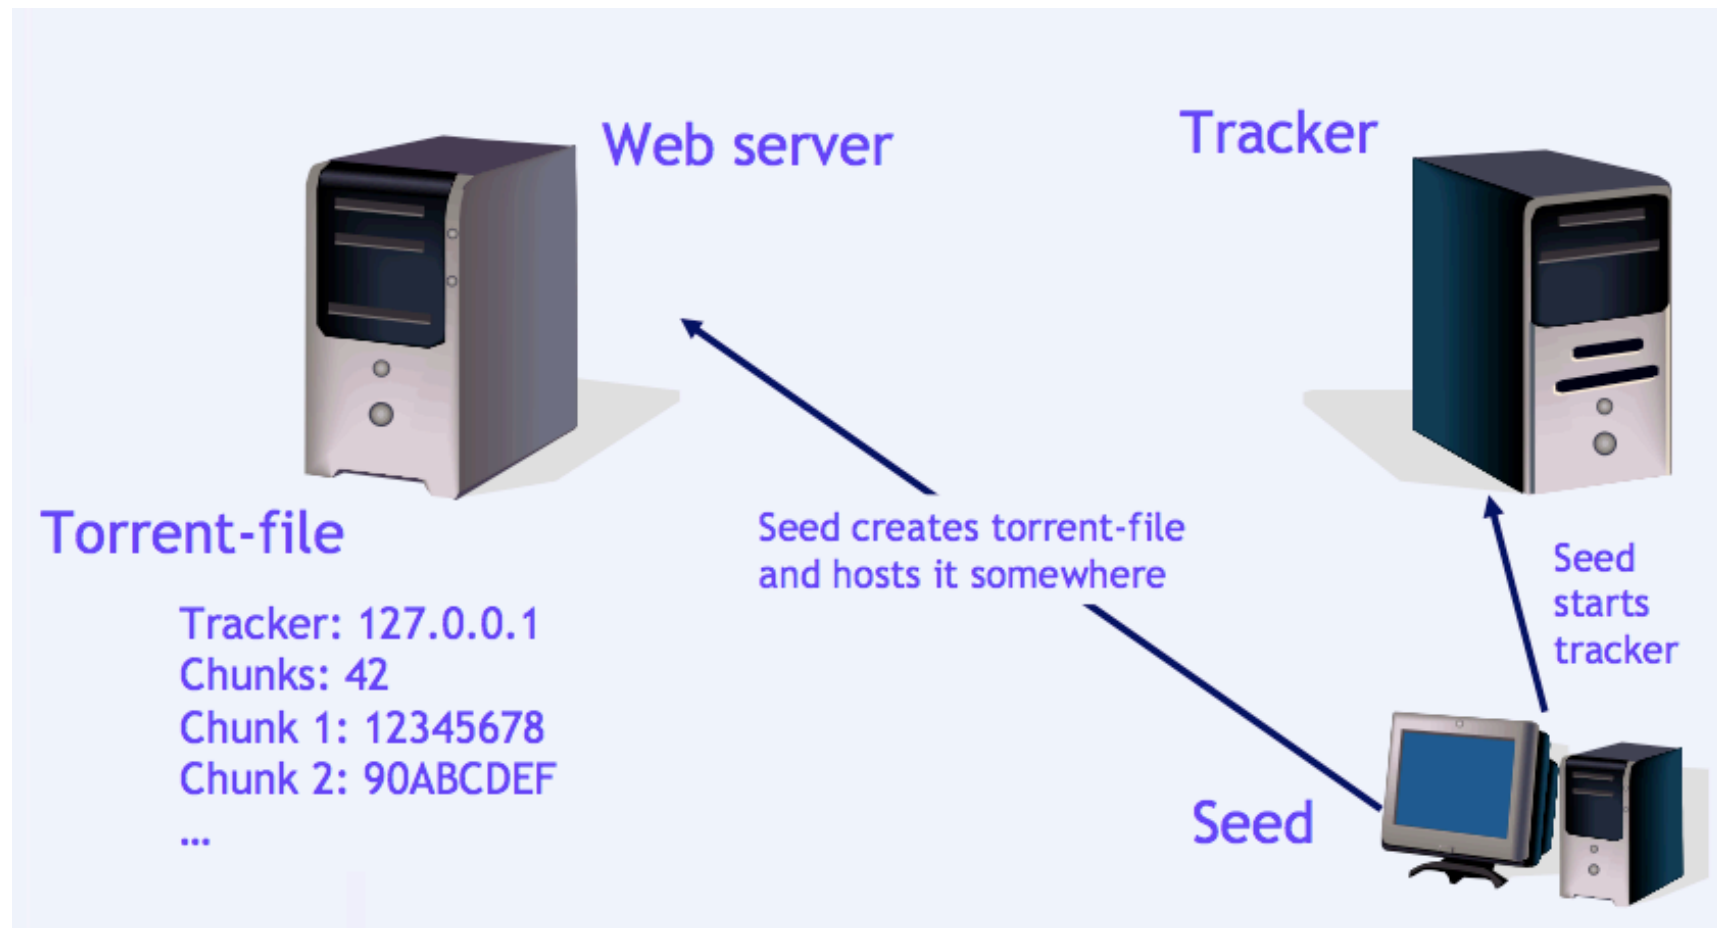 Web server
Tracker
Torrent-file
Tracker: 127.0.0.1
Chunks: 42
Chunk 1: 12345678
Chunk 2: 90ABCDEF
...
Seed creates torrent-file
and hosts it somewhere
Seed
starts
tracker
Seed